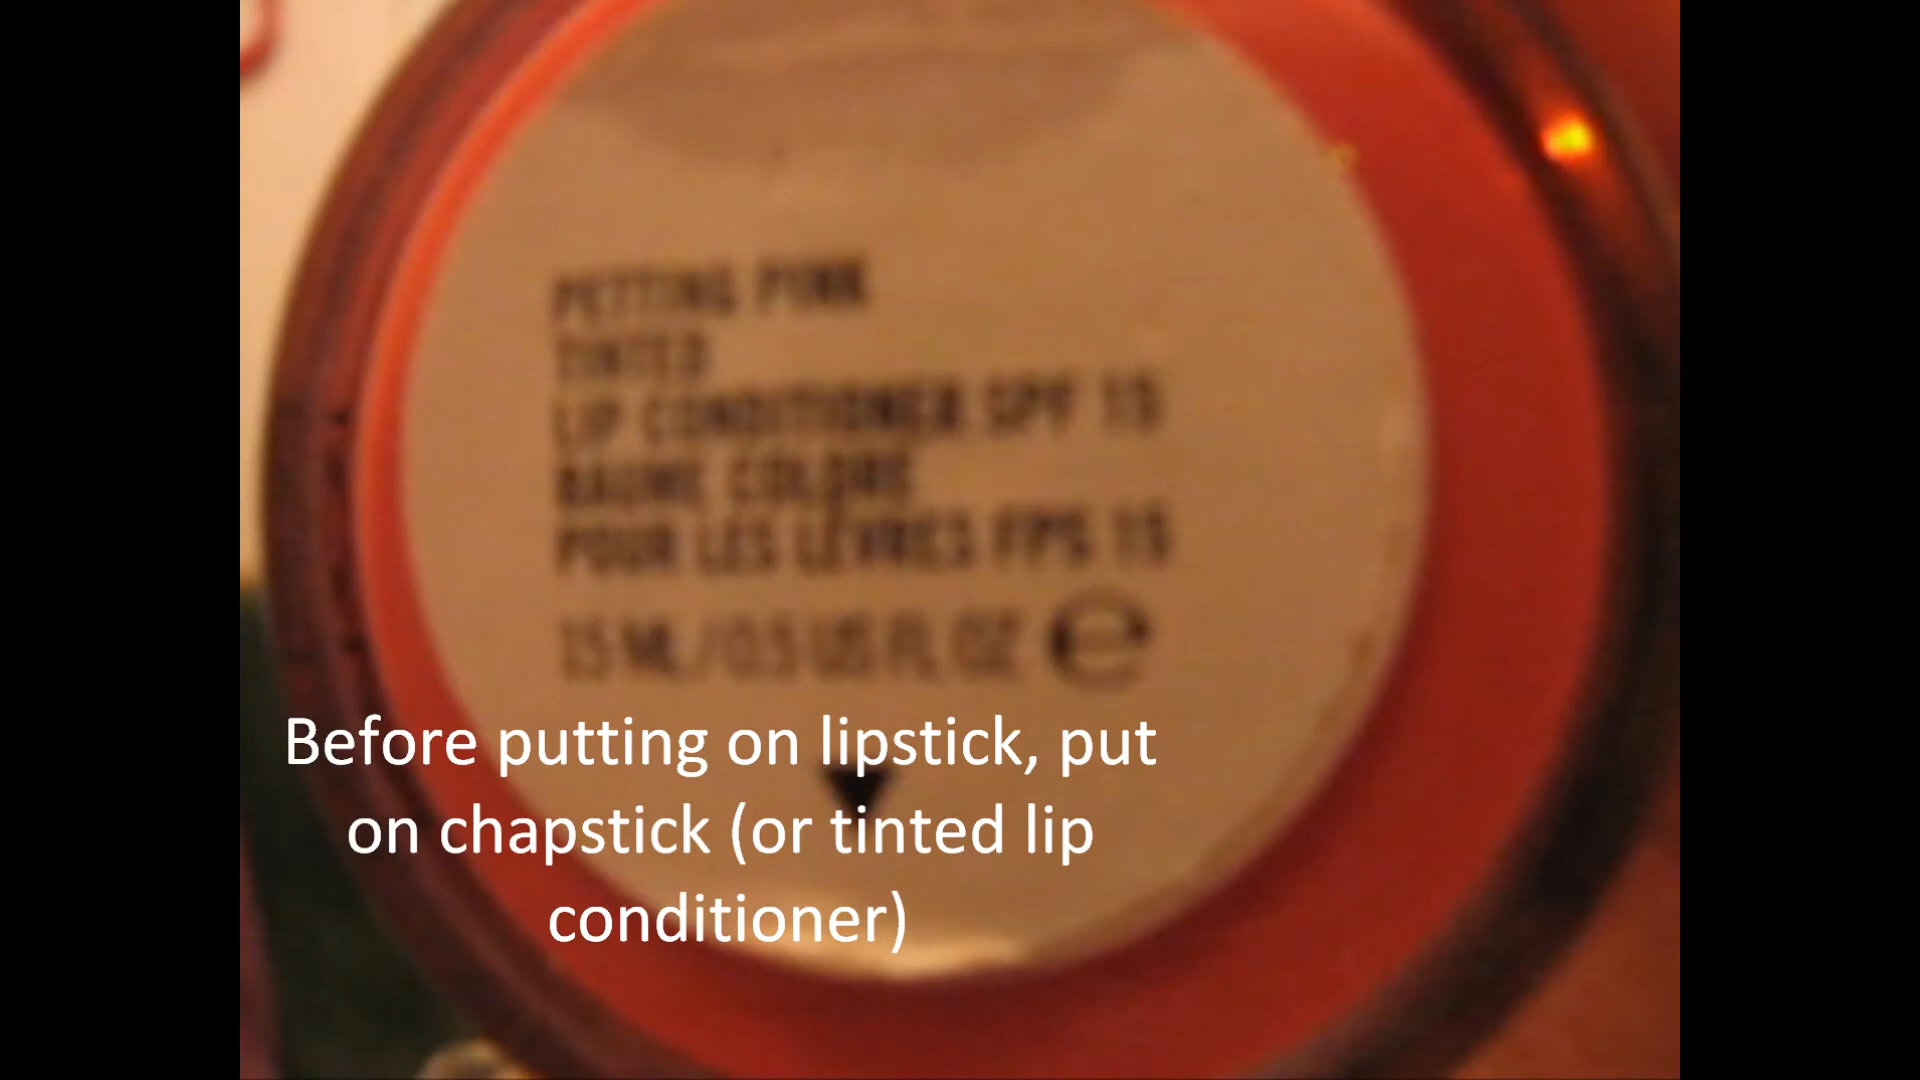 PETTING PINK
TINTED
LIP CONDITIONER SPF 15
BAUME COLORE
POUR LES LÈVRES FPS 15
15 ML / 0.5 US FL OZ e
Before putting on lipstick, put
on chapstick (or tinted lip
conditioner)